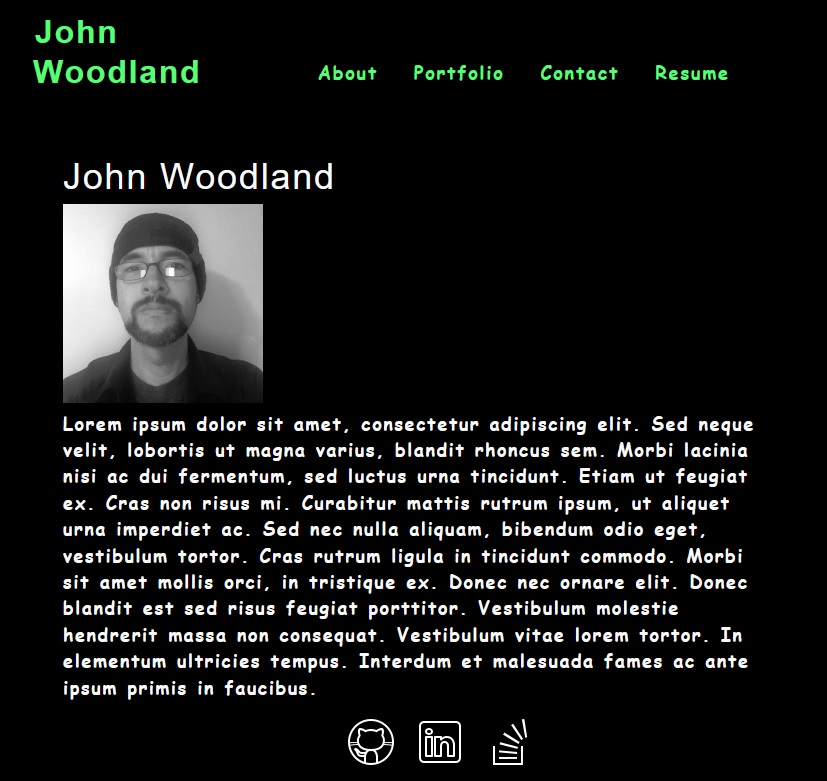 John
Woodland
About Portfolio Contact Resume
John Woodland
Lorem ipsum dolor sit amet, consectetur adipiscing elit. Sed neque
velit, lobortis ut magna varius, blandit rhoncus sem. Morbi lacinia
nisi ac dui fermentum, sed luctus urna tincidunt. Etiam ut feugiat
ex. Cras non risus mi. Curabitur mattis rutrum ipsum, ut aliquet
urna imperdiet ac. Sed nec nulla aliquam, bibendum odio eget,
vestibulum tortor. Cras rutrum ligula in tincidunt commodo. Morbi
sit amet mollis orci, in tristique ex. Donec nec ornare elit. Donec
blandit est sed risus feugiat porttitor. Vestibulum molestie
hendrerit massa non consequat. Vestibulum vitae lorem tortor. In
elementum ultricies tempus. Interdum et malesuada fames ac ante
ipsum primis in faucibus.
in